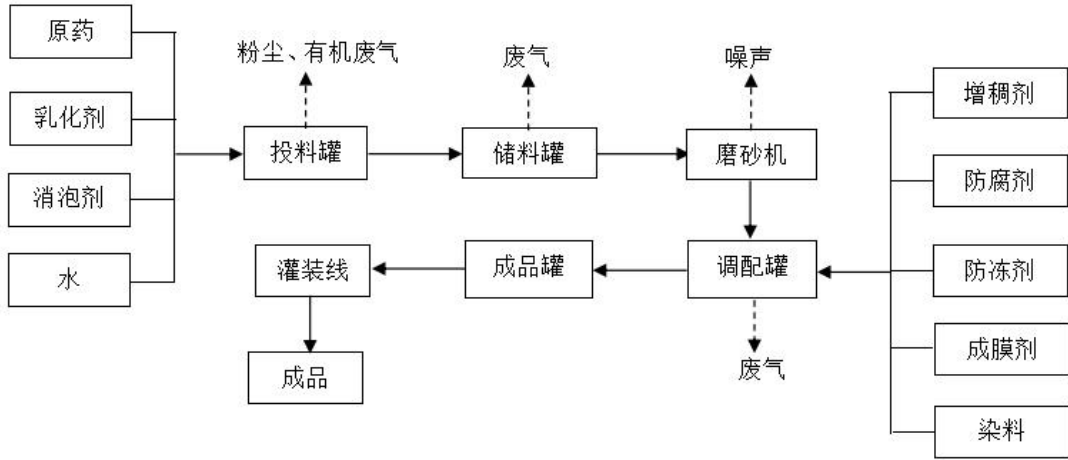 原药
乳化剂
消泡剂
水
粉尘、有机废气
废气
噪声
投料罐
储料罐
磨砂机
灌装线
成品罐
调配罐
成品
废气
增稠剂
防腐剂
防冻剂
成膜剂
染料